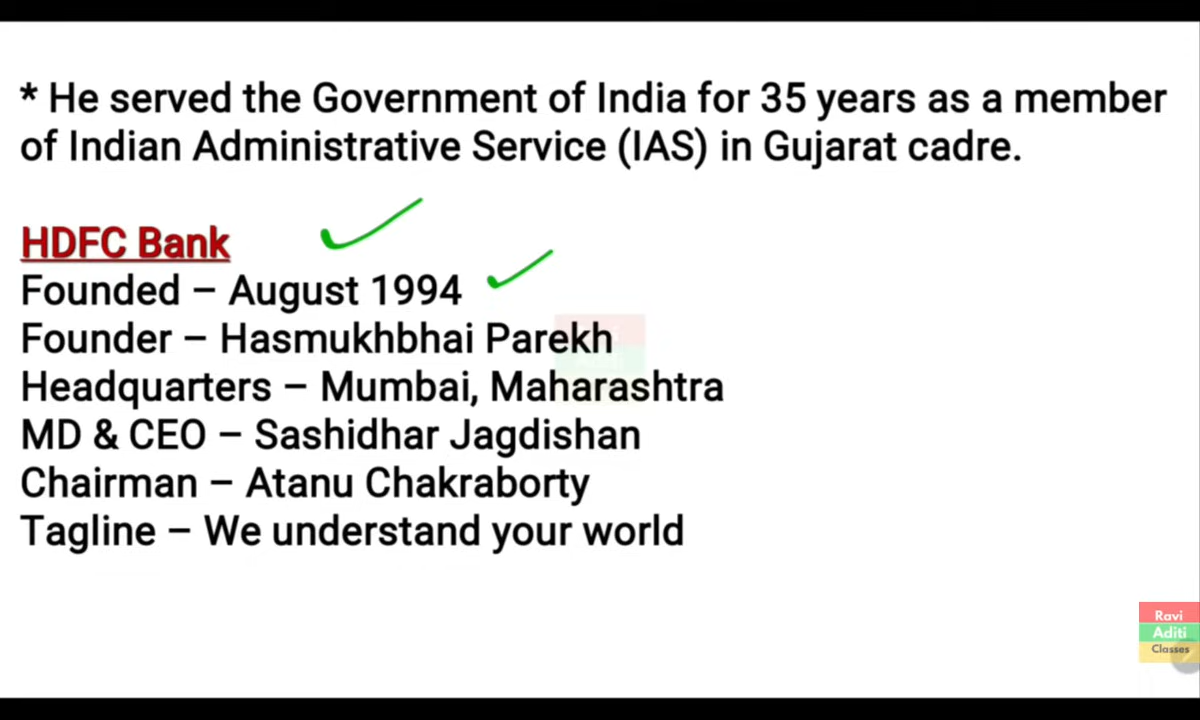 * He served the Government of India for 35 years as a member
of Indian Administrative Service (IAS) in Gujarat cadre.
HDFC Bank
Founded – August 1994
Founder – Hasmukhbhai Parekh
Headquarters – Mumbai, Maharashtra
MD & CEO – Sashidhar Jagdishan
Chairman – Atanu Chakraborty
Tagline – We understand your world
Ravi
Aditi
Classes